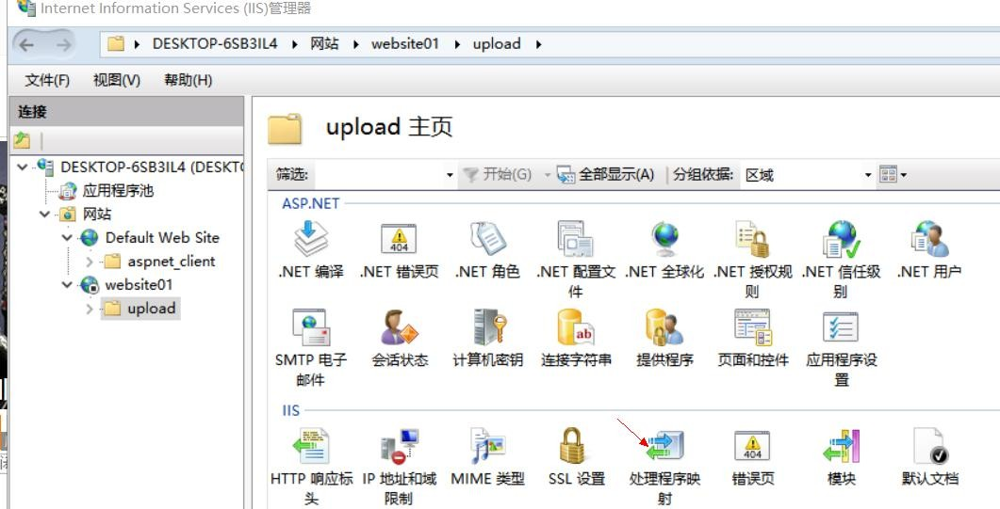 Internet Information Services (IIS)管理器
DESKTOP-6SB3IL4 网站 website01 upload
文件(F) 视图(V) 帮助(H)
连接
DESKTOP-6SB3IL4 (DESKT
应用程序池
网站
Default Web Site
aspnet_client
website01
upload
upload 主页
筛选: 开始(G) 全部显示(A) 分组依据: 区域
ASP.NET
.NET 编译 .NET 错误页 .NET 角色 .NET 配置文件 .NET 全球化 .NET 授权规则 .NET 信任级别 .NET 用户
SMTP 电子邮件 会话状态 计算机密钥 连接字符串 提供程序 页面和控件 应用程序设置
IIS
HTTP 响应标头 IP 地址和域限制 MIME 类型 SSL 设置 处理程序映射 错误页 模块 默认文档